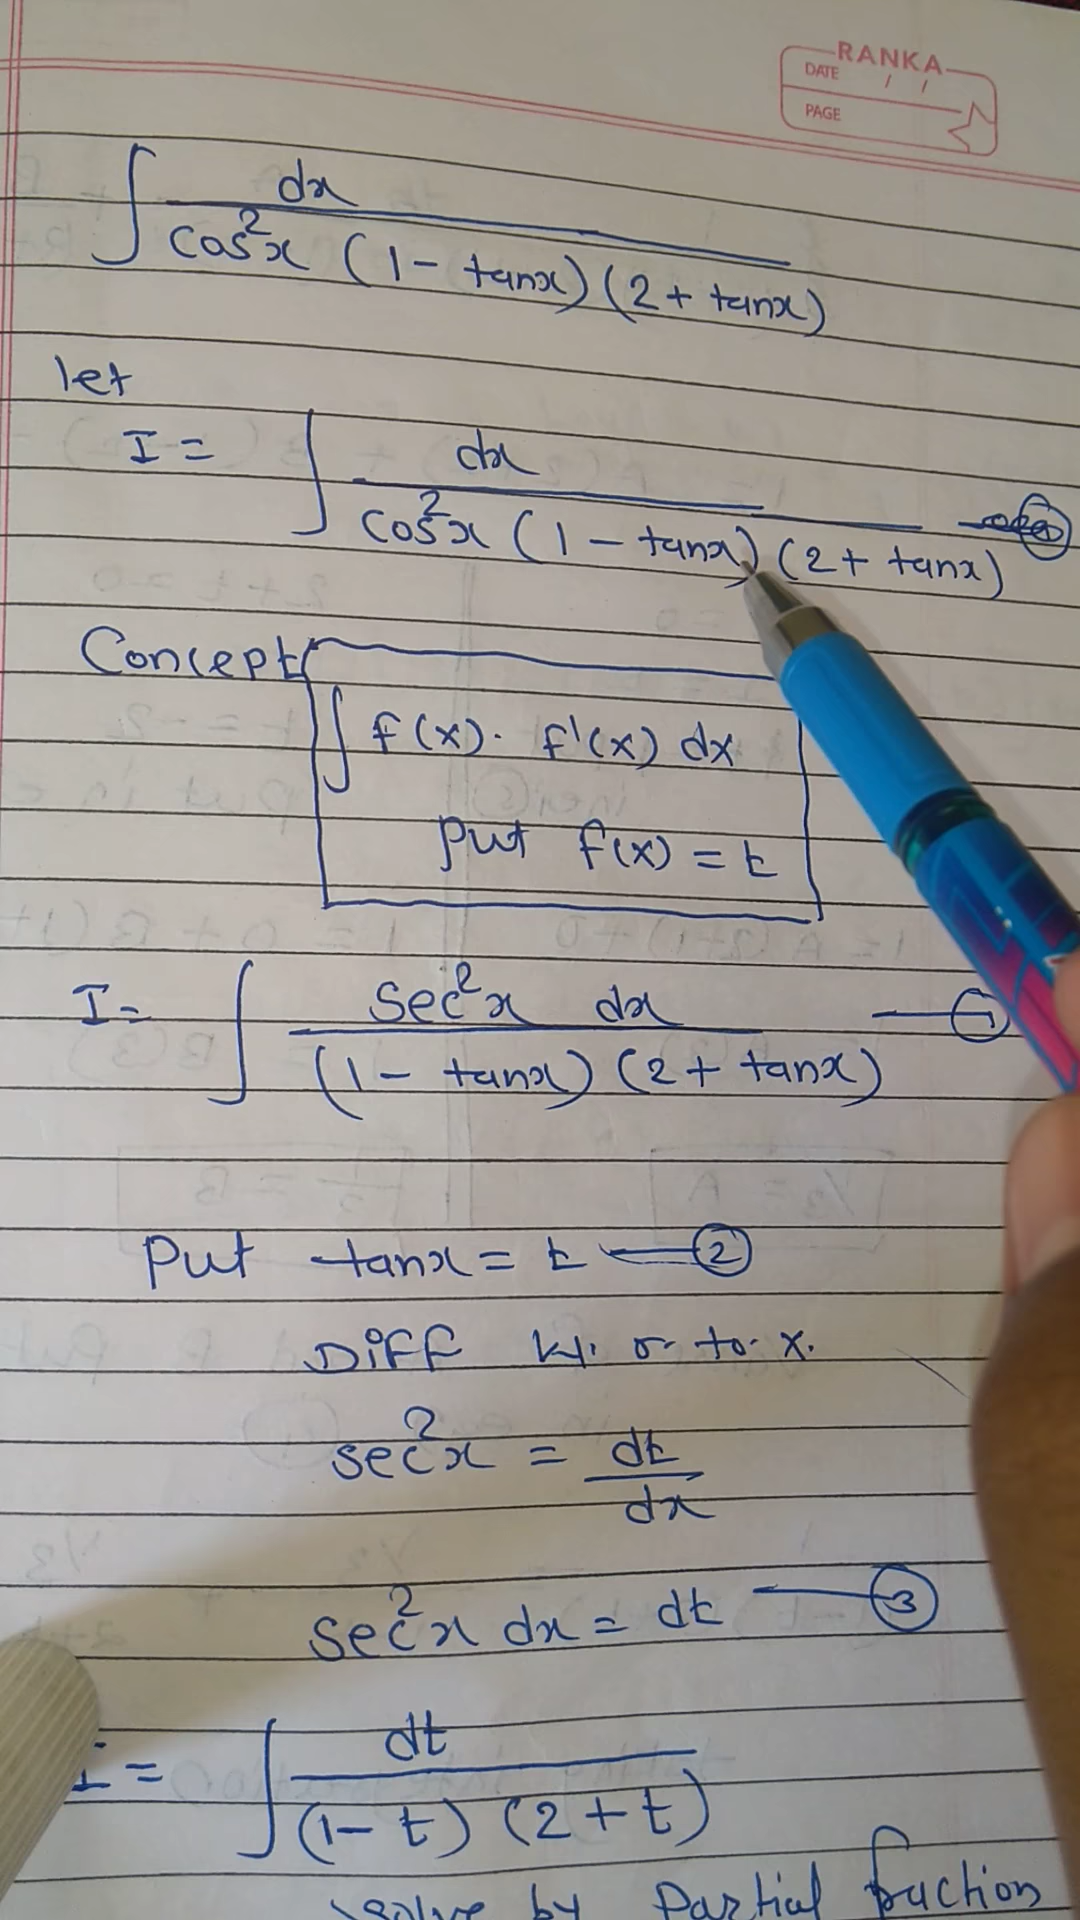 RANKA
DATE / /
PAGE
∫ dx / cos²x (1 - tanx) (2 + tanx)
let
I = ∫ dx / cos²x (1 - tanx) (2 + tanx)
Concept
∫ f(x). f'(x) dx
Put f(x) = t
I = ∫ sec²x dx / (1 - tanx) (2 + tanx) — 1
Put tanx = t — 2
Diff w. r. to. x.
sec²x = dt / dx
sec²x dx = dt — 3
I = ∫ dt / (1 - t) (2 + t)
solve by Partial fraction